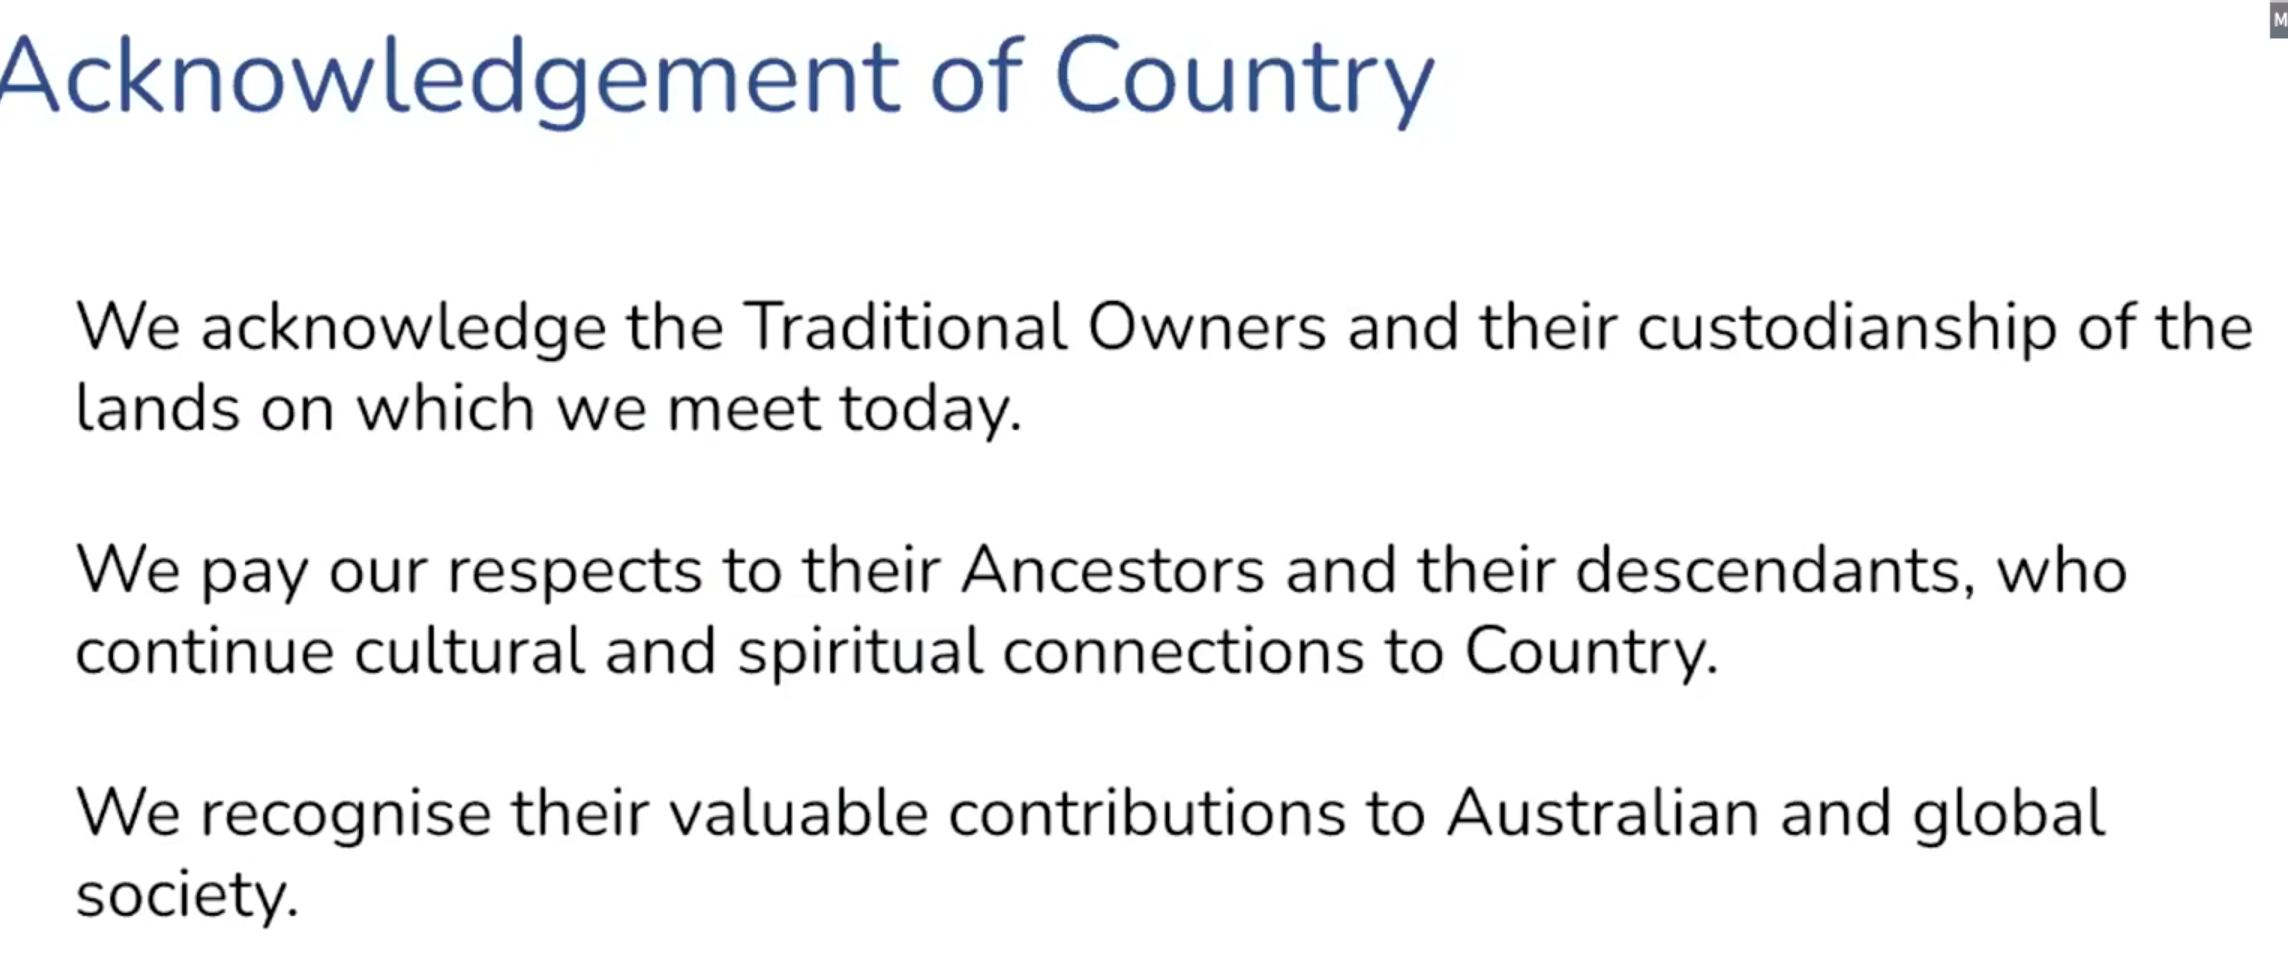 Acknowledgement of Country
We acknowledge the Traditional Owners and their custodianship of the
lands on which we meet today.
We pay our respects to their Ancestors and their descendants, who
continue cultural and spiritual connections to Country.
We recognise their valuable contributions to Australian and global
society.